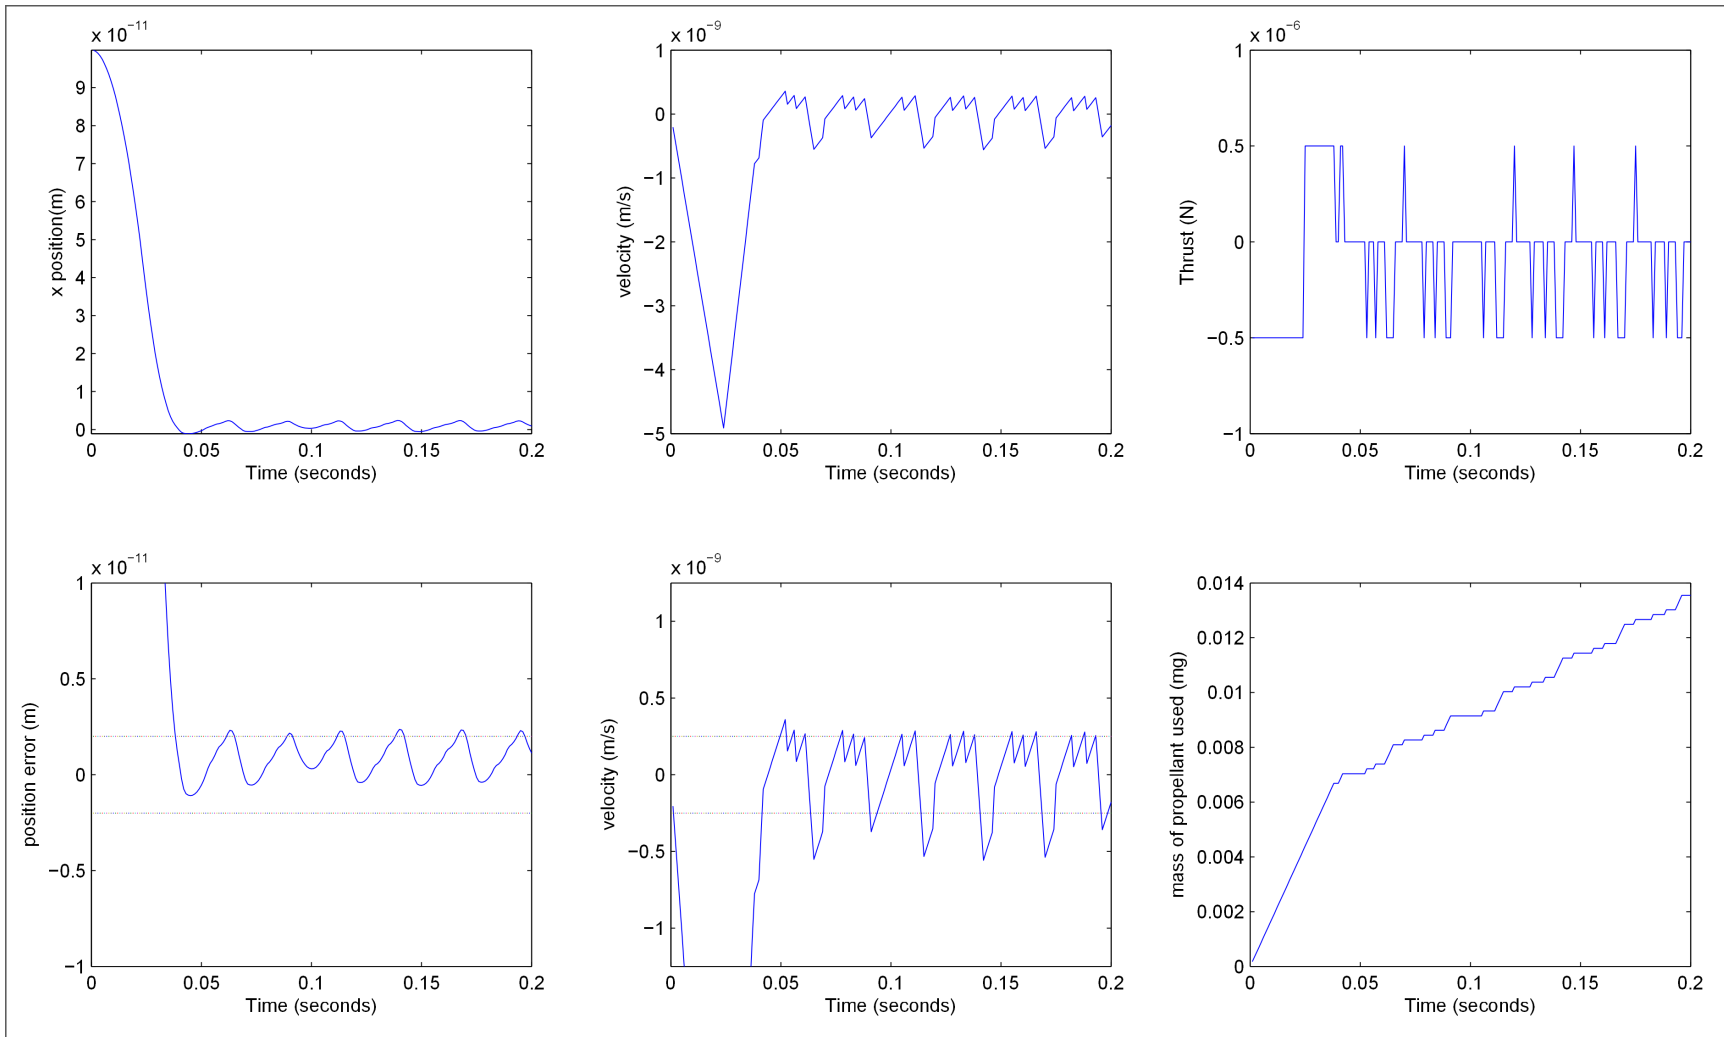 x 10−11
9
8
7
6
5
4
3
2
1
0
x position(m)
0 0.05 0.1 0.15 0.2
Time (seconds)
x 10−9
1
0
−1
−2
−3
−4
−5
velocity (m/s)
0 0.05 0.1 0.15 0.2
Time (seconds)
x 10−6
1
0.5
0
−0.5
−1
Thrust (N)
0 0.05 0.1 0.15 0.2
Time (seconds)
x 10−11
1
0.5
0
−0.5
−1
position error (m)
0 0.05 0.1 0.15 0.2
Time (seconds)
x 10−9
1
0.5
0
−0.5
−1
velocity (m/s)
0 0.05 0.1 0.15 0.2
Time (seconds)
0.014
0.012
0.01
0.008
0.006
0.004
0.002
0
mass of propellant used (mg)
0 0.05 0.1 0.15 0.2
Time (seconds)